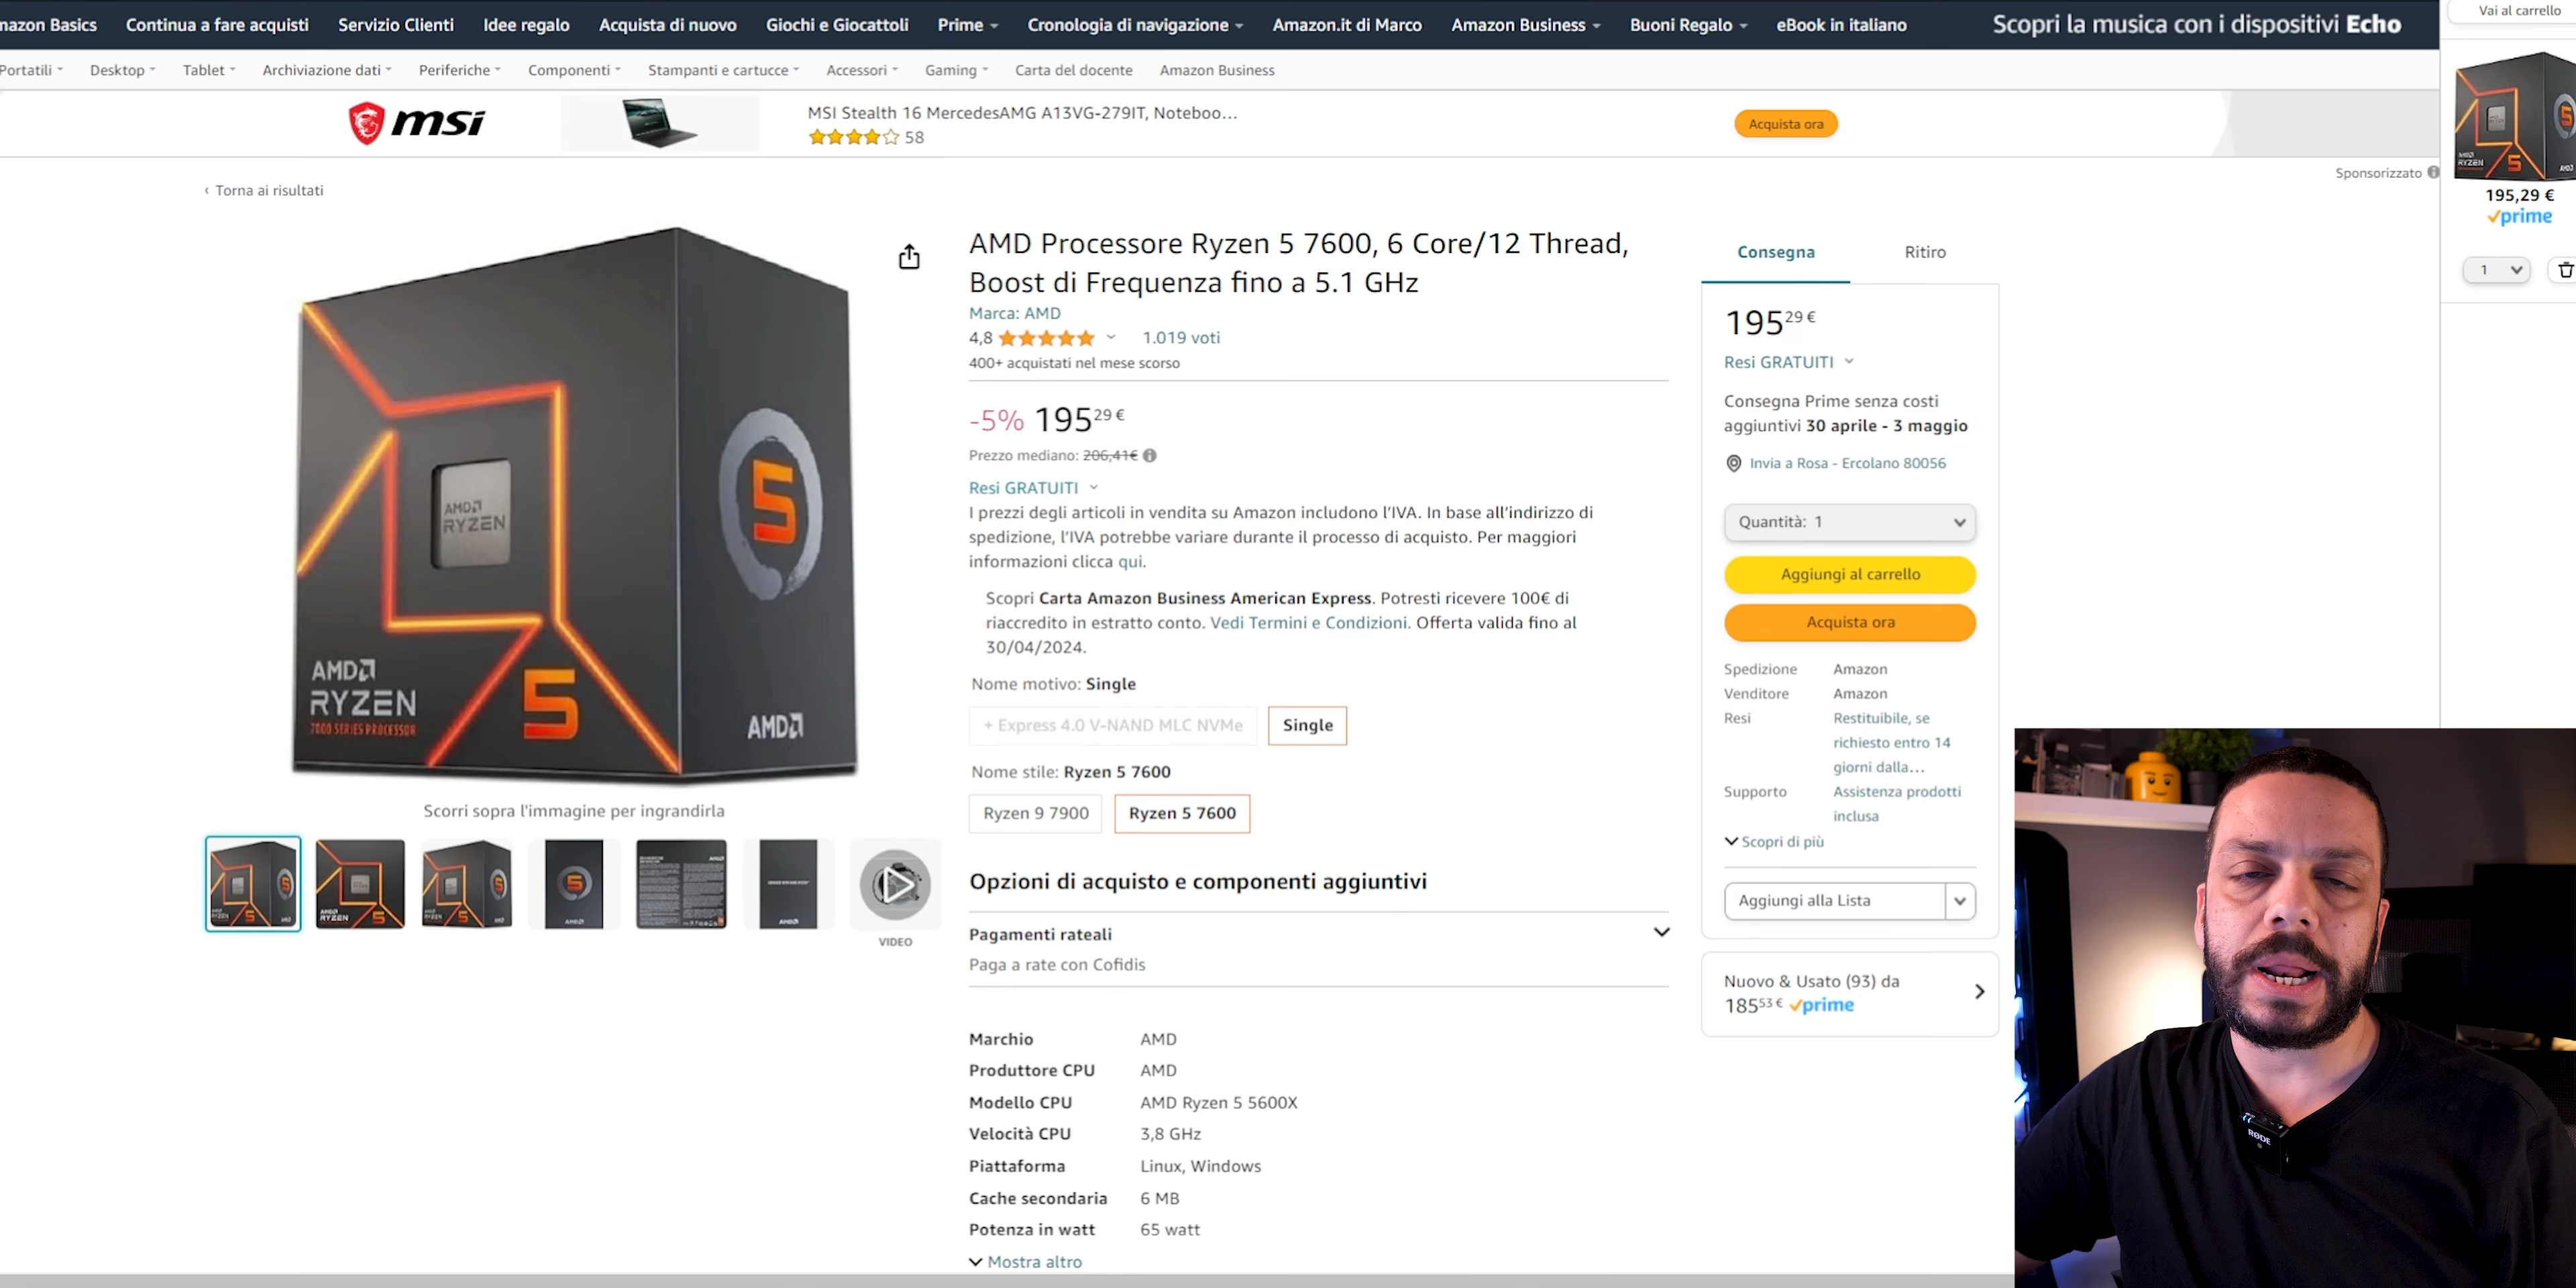 mazon Basics Continua a fare acquisti Servizio Clienti Idee regalo Acquista di nuovo Giochi e Giocattoli Prime Cronologia di navigazione Amazon.it di Marco Amazon Business Buoni Regalo eBook in italiano Scopri la musica con i dispositivi Echo
Vai al carrello
Portatili Desktop Tablet Archiviazione dati Periferiche Componenti Stampanti e cartucce Accessori Gaming Carta del docente Amazon Business
msi
MSI Stealth 16 MercedesAMG A13VG-279IT, Noteboo...
58
Acquista ora
Sponsorizzato
195,29 €
prime
1
‹ Torna ai risultati
AMD
RYZEN
5
AMD
RYZEN
7000 SERIES PROCESSOR
5
AMD
Scorri sopra l'immagine per ingrandirla
VIDEO
AMD Processore Ryzen 5 7600, 6 Core/12 Thread,
Boost di Frequenza fino a 5.1 GHz
Marca: AMD
4,8 1.019 voti
400+ acquistati nel mese scorso
-5% 195 29 €
Prezzo mediano: 206,41€
Resi GRATUITI
I prezzi degli articoli in vendita su Amazon includono l'IVA. In base all'indirizzo di
spedizione, l'IVA potrebbe variare durante il processo di acquisto. Per maggiori
informazioni clicca qui.
Scopri Carta Amazon Business American Express. Potresti ricevere 100€ di
riaccredito in estratto conto. Vedi Termini e Condizioni. Offerta valida fino al
30/04/2024.
Nome motivo: Single
+ Express 4.0 V-NAND MLC NVMe Single
Nome stile: Ryzen 5 7600
Ryzen 9 7900 Ryzen 5 7600
Opzioni di acquisto e componenti aggiuntivi
Pagamenti rateali
Paga a rate con Cofidis
Marchio AMD
Produttore CPU AMD
Modello CPU AMD Ryzen 5 5600X
Velocità CPU 3,8 GHz
Piattaforma Linux, Windows
Cache secondaria 6 MB
Potenza in watt 65 watt
Mostra altro
Consegna Ritiro
195 29 €
Resi GRATUITI
Consegna Prime senza costi
aggiuntivi 30 aprile - 3 maggio
Invia a Rosa - Ercolano 80056
Quantità: 1
Aggiungi al carrello
Acquista ora
Spedizione Amazon
Venditore Amazon
Resi Restituibile, se
richiesto entro 14
giorni dalla...
Supporto Assistenza prodotti
inclusa
Scopri di più
Aggiungi alla Lista
Nuovo & Usato (93) da
185 53 € prime
RØDE